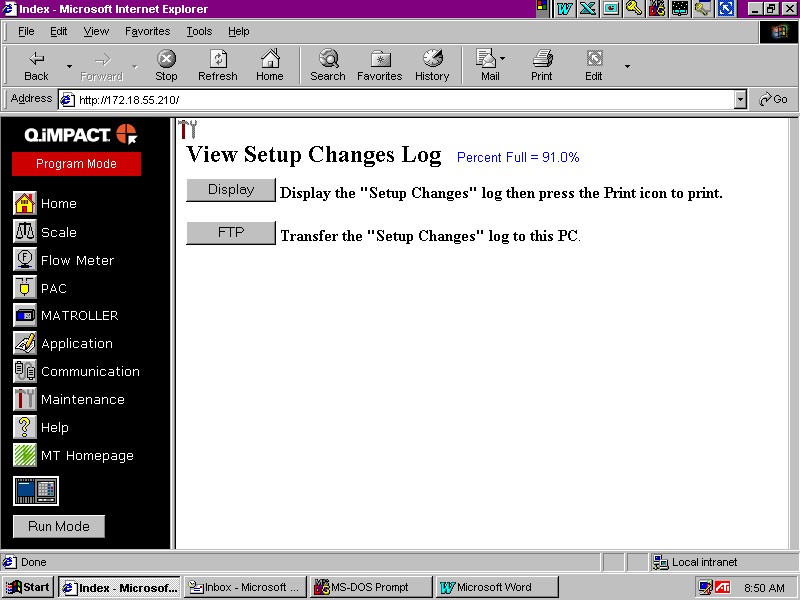 Index - Microsoft Internet Explorer
File Edit View Favorites Tools Help
Back Forward Stop Refresh Home Search Favorites History Mail Print Edit
Address http://172.18.55.210/ Go
Q.iMPACT.
Program Mode
Home
Scale
Flow Meter
PAC
MATROLLER
Application
Communication
Maintenance
Help
MT Homepage
Run Mode
View Setup Changes Log Percent Full = 91.0%
Display Display the "Setup Changes" log then press the Print icon to print.
FTP Transfer the "Setup Changes" log to this PC.
Done Local intranet
Start Index - Microsof... Inbox - Microsoft ... MS-DOS Prompt Microsoft Word 8:50 AM